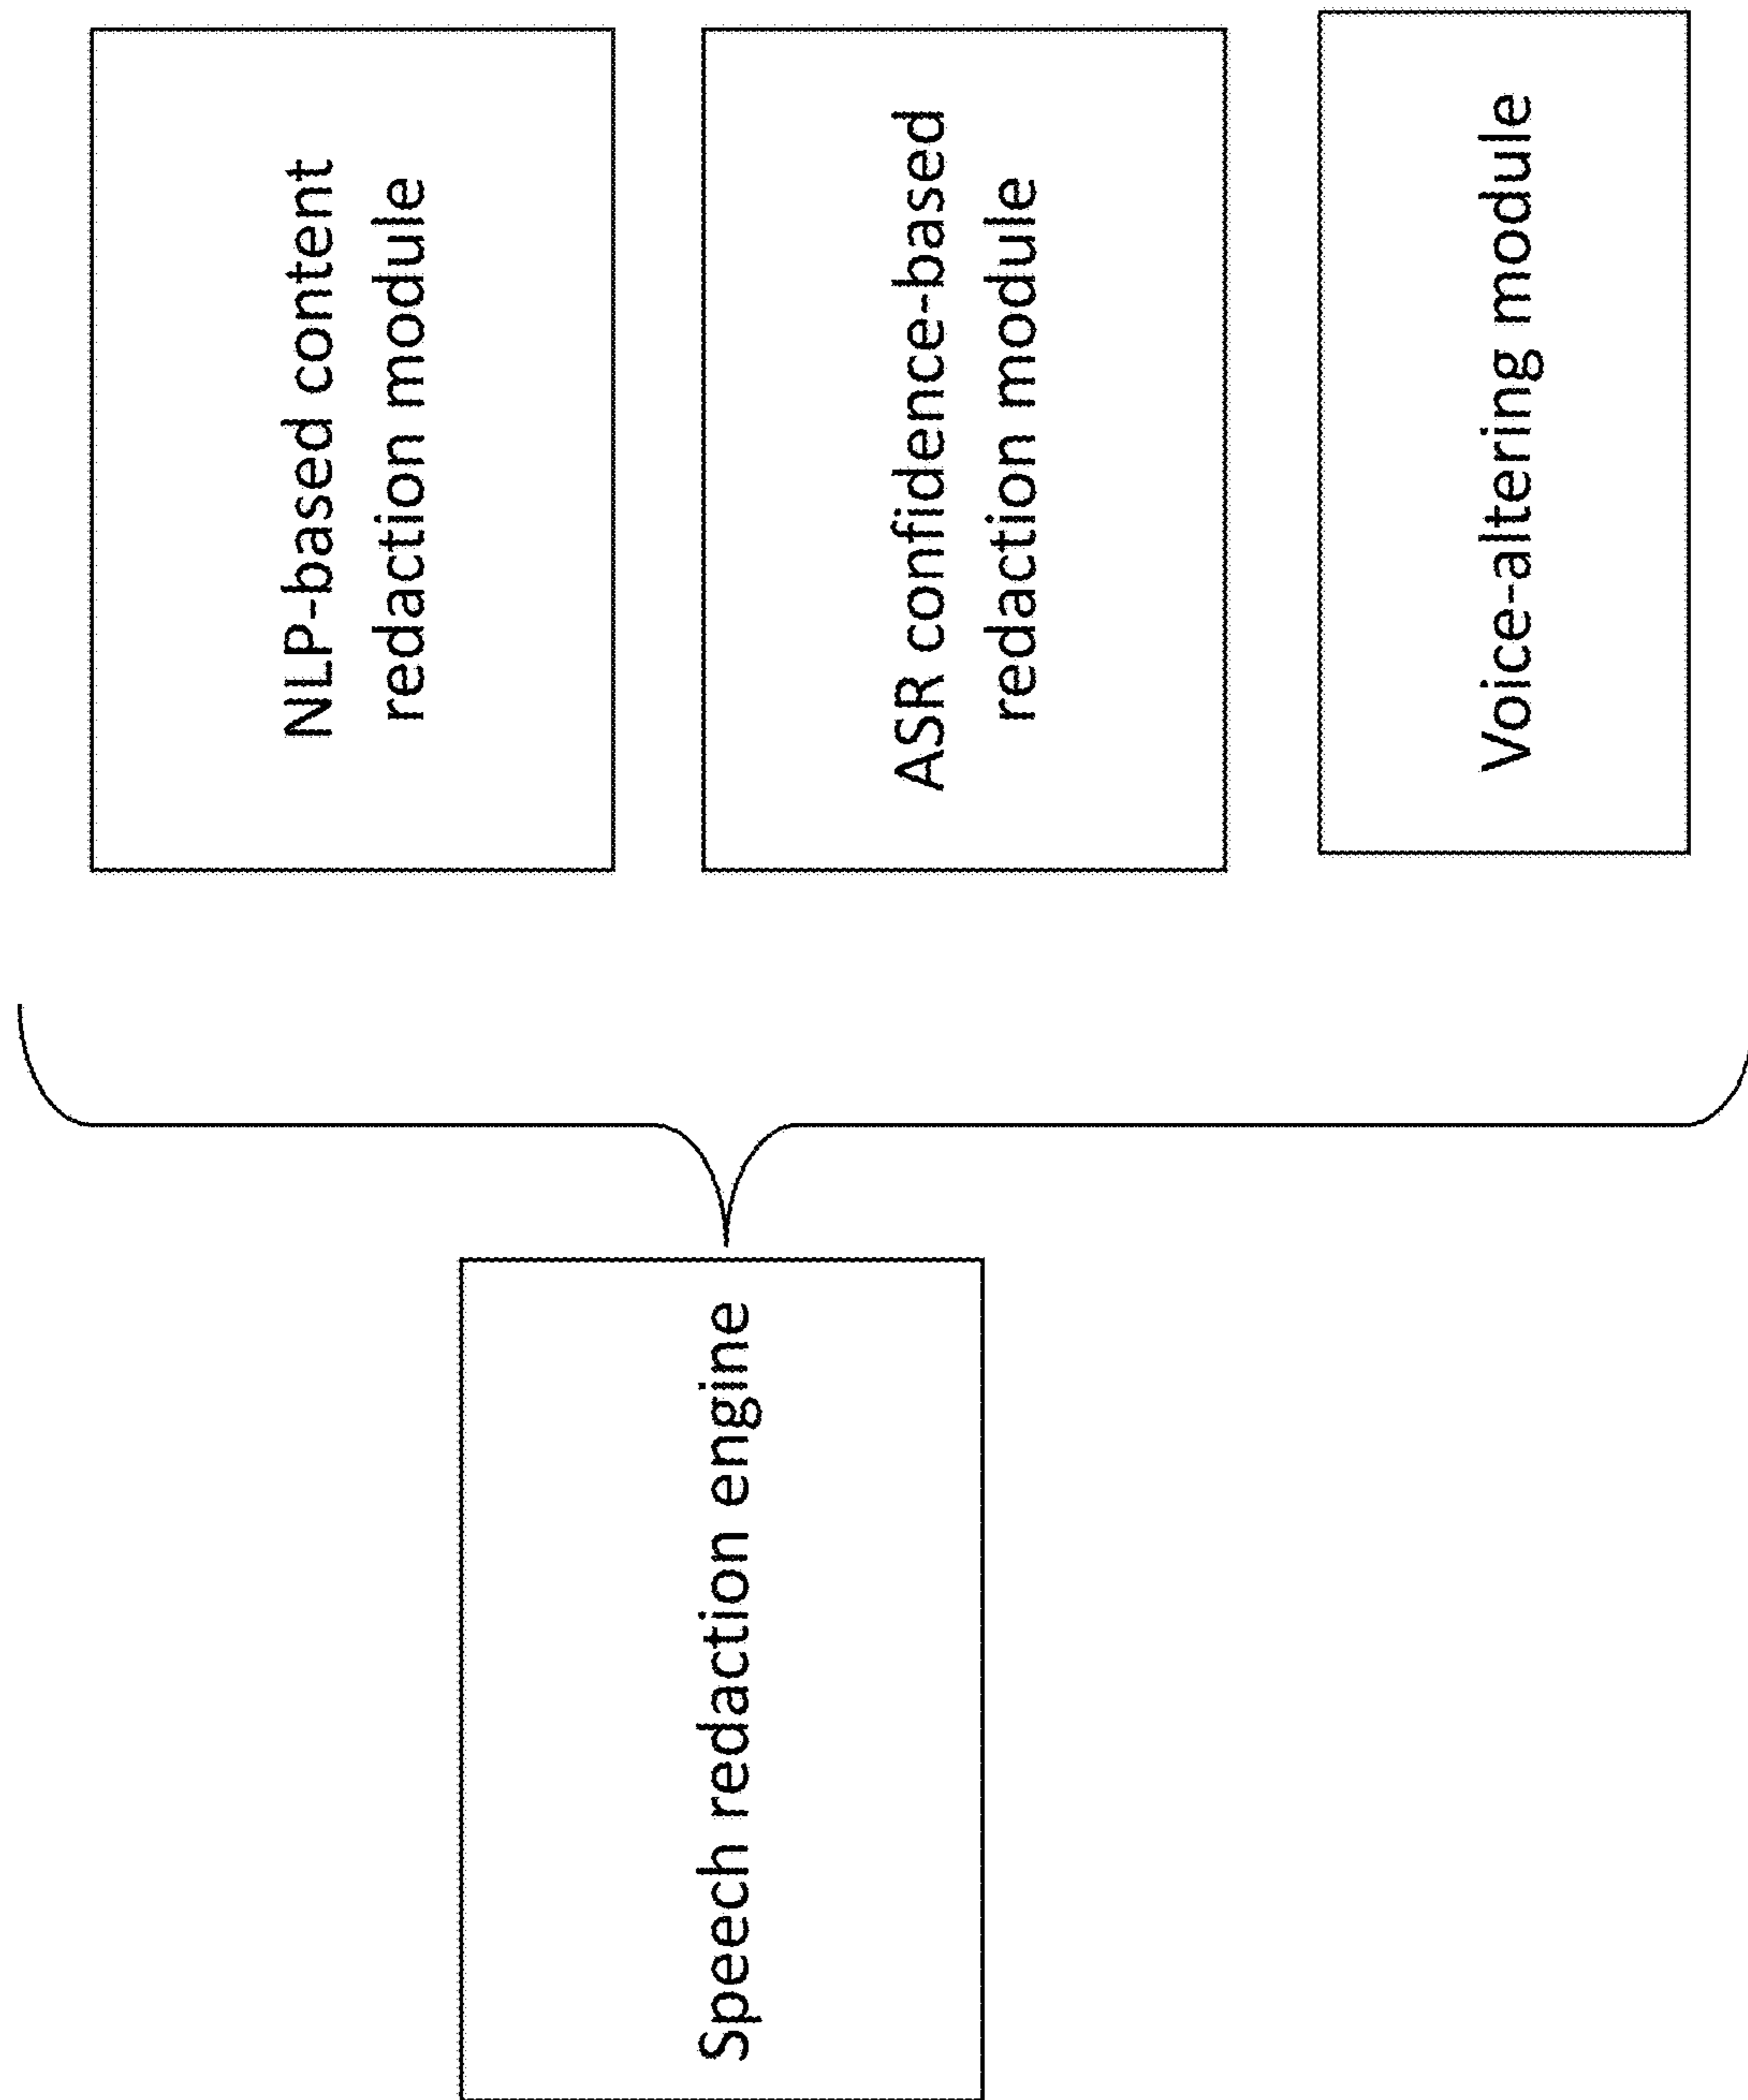 Speech redaction engine
NLP-based content
redaction module
ASR confidence-based
redaction module
Voice-altering module